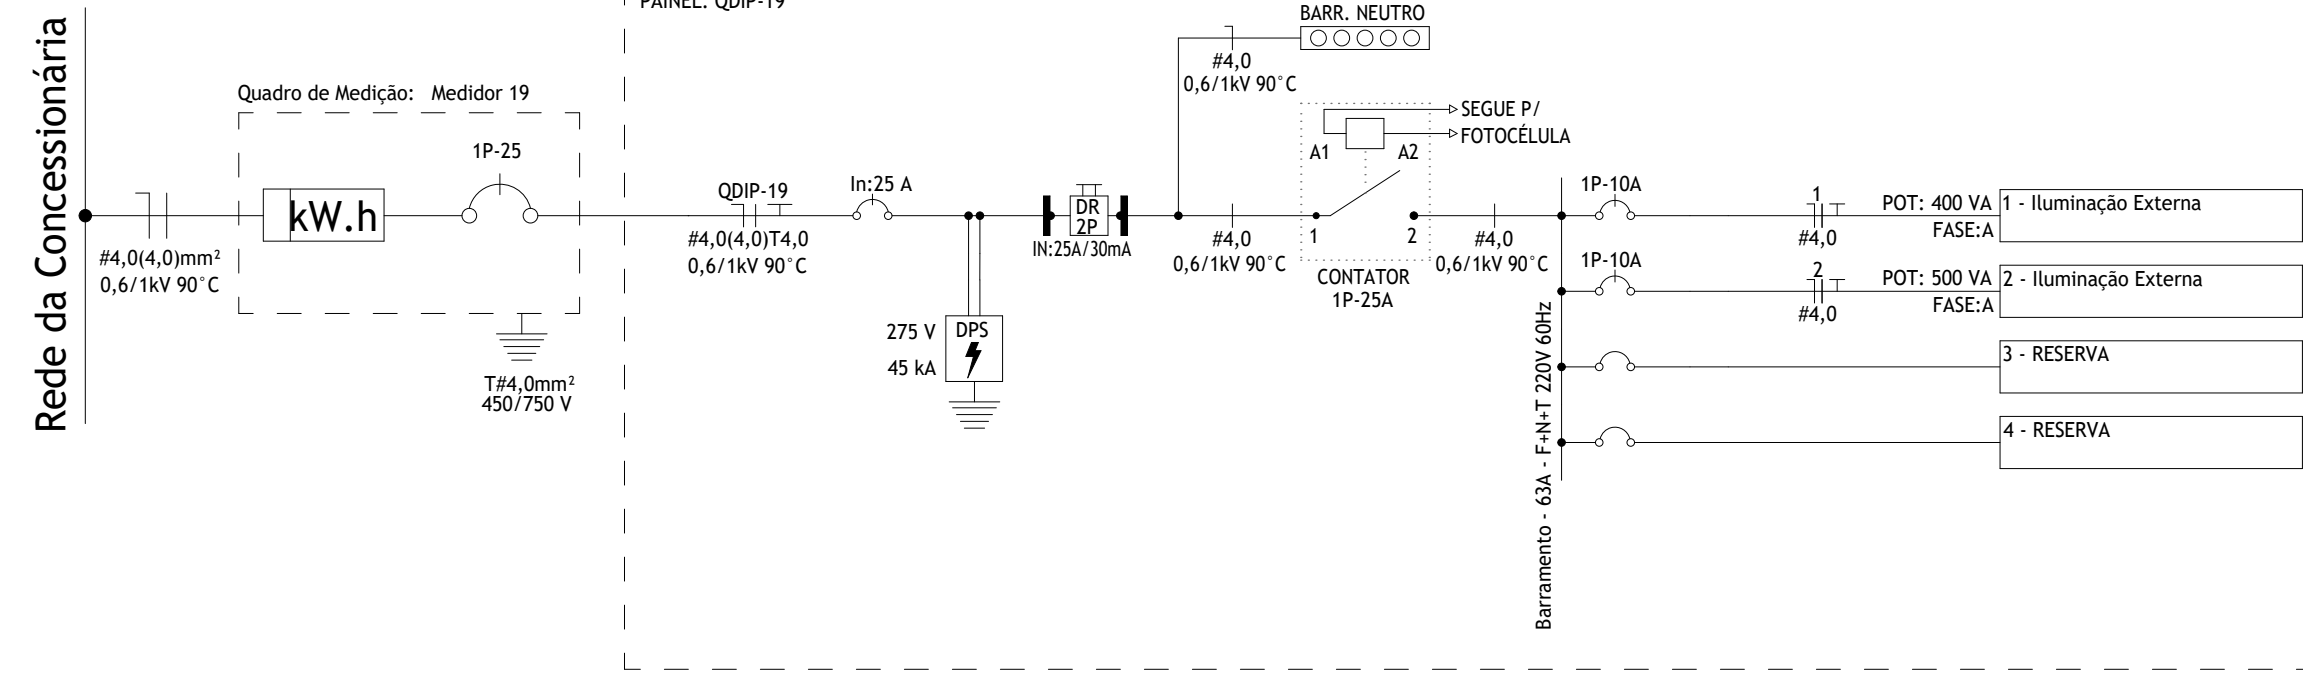 Rede da Concessionária
#4,0(4,0)mm²
0,6/1kV 90°C
Quadro de Medição: Medidor 19
kW.h
1P-25
T#4,0mm²
450/750 V
PAINEL: QDIP-19
QDIP-19
#4,0(4,0)T4,0
0,6/1kV 90°C
In:25 A
275 V
45 kA
DPS
DR
2P
IN:25A/30mA
BARR. NEUTRO
#4,0
0,6/1kV 90°C
#4,0
0,6/1kV 90°C
SEGUE P/
FOTOCÉLULA
A1
A2
1
2
CONTATOR
1P-25A
#4,0
0,6/1kV 90°C
Barramento - 63A - F+N+T 220V 60Hz
1P-10A
1
#4,0
POT: 400 VA
FASE:A
1 - Iluminação Externa
1P-10A
2
#4,0
POT: 500 VA
FASE:A
2 - Iluminação Externa
3 - RESERVA
4 - RESERVA